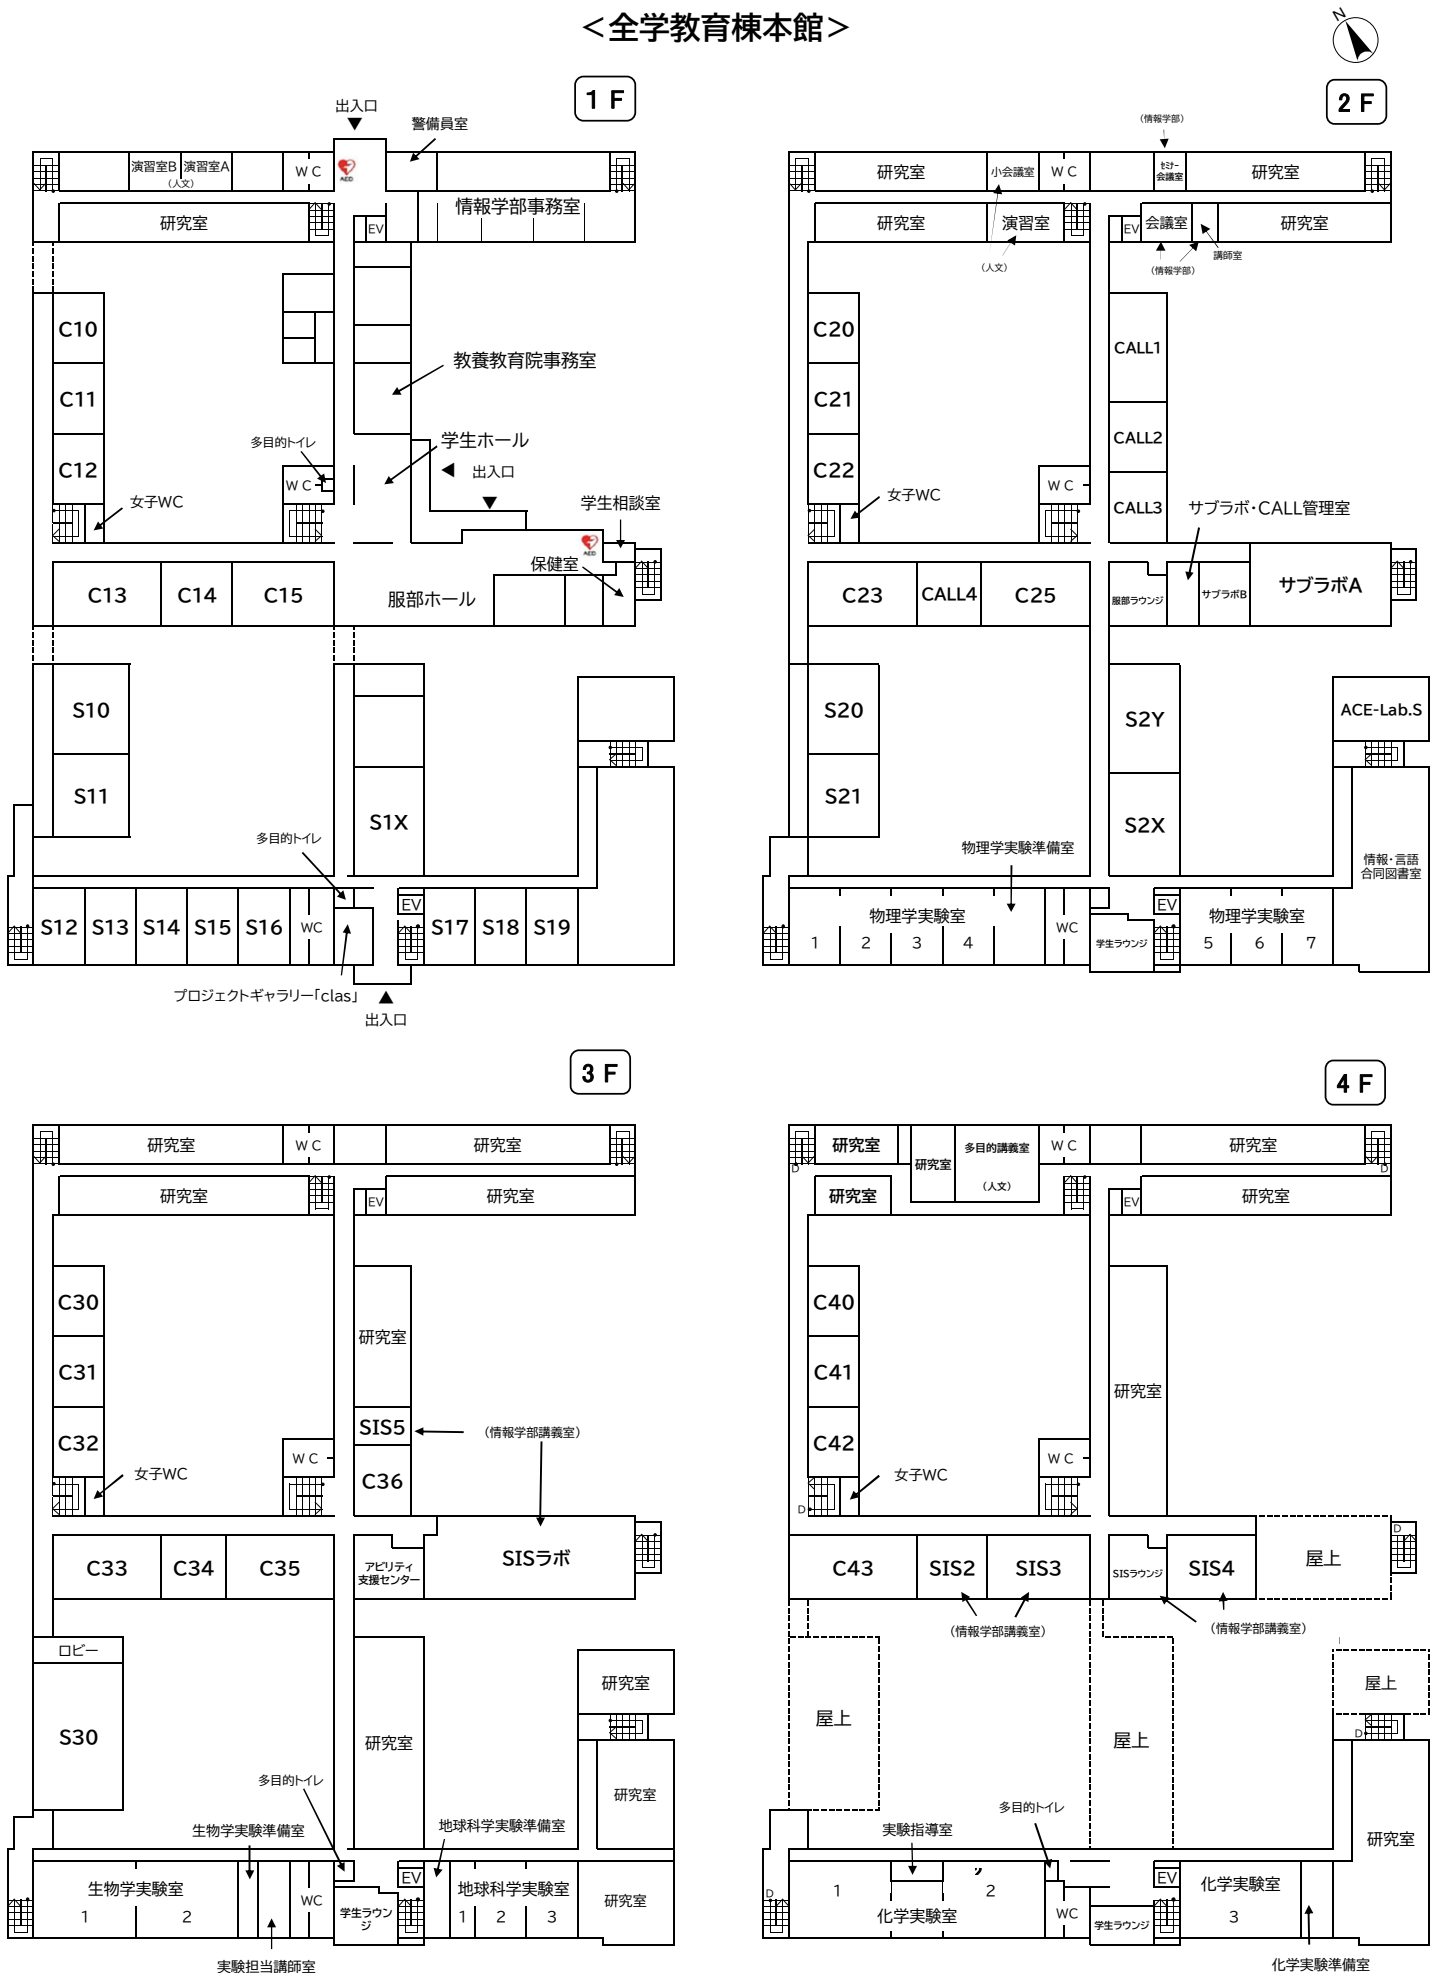 ＜全学教育棟本館＞
N
1 F
出入口
警備員室
演習室B
演習室A
（人文）
W C
AED
研究室
EV
情報学部事務室
C10
C11
C12
教養教育院事務室
多目的トイレ
学生ホール
出入口
W C
女子WC
学生相談室
AED
保健室
C13
C14
C15
服部ホール
S10
S11
S1X
多目的トイレ
EV
S12
S13
S14
S15
S16
WC
S17
S18
S19
プロジェクトギャラリー「clas」
出入口
2 F
（情報学部）
研究室
小会議室
W C
セミナー
会議室
研究室
研究室
演習室
EV
会議室
研究室
（人文）
（情報学部）
講師室
C20
C21
C22
CALL1
CALL2
CALL3
W C
女子WC
サブラボ・CALL管理室
C23
CALL4
C25
服部ラウンジ
サブラボB
サブラボA
S20
S21
S2Y
S2X
ACE-Lab.S
物理学実験準備室
情報・言語
合同図書室
EV
物理学実験室
1
2
3
4
WC
学生ラウンジ
物理学実験室
5
6
7
3 F
研究室
W C
研究室
研究室
EV
研究室
C30
C31
C32
研究室
SIS5
（情報学部講義室）
C36
W C
女子WC
C33
C34
C35
アビリティ
支援センター
SISラボ
ロビー
S30
研究室
研究室
研究室
多目的トイレ
生物学実験準備室
地球科学実験準備室
EV
生物学実験室
1
2
WC
学生ラウン
ジ
地球科学実験室
1
2
3
研究室
実験担当講師室
4 F
研究室
研究室
多目的講義室
（人文）
W C
研究室
D
D
研究室
EV
研究室
C40
C41
C42
研究室
W C
女子WC
D
D
C43
SIS2
SIS3
SISラウンジ
SIS4
屋上
（情報学部講義室）
（情報学部講義室）
屋上
屋上
屋上
D
多目的トイレ
実験指導室
研究室
EV
D
1
2
化学実験室
WC
学生ラウンジ
化学実験室
3
化学実験準備室